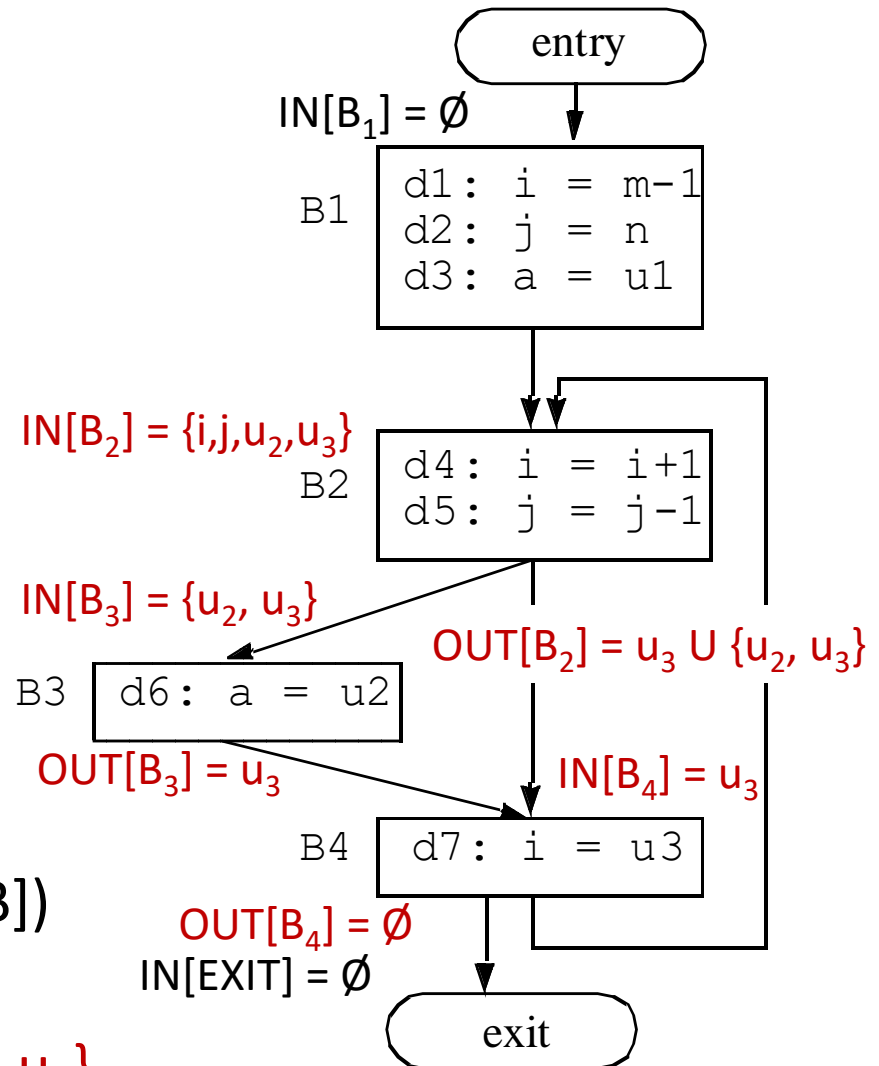 entry
IN[B₁] = Ø
B1
d1: i = m-1
d2: j = n
d3: a = u1
IN[B₂] = {i,j,u₂,u₃}
B2
d4: i = i+1
d5: j = j-1
IN[B₃] = {u₂, u₃}
OUT[B₂] = u₃ U {u₂, u₃}
B3
d6: a = u2
OUT[B₃] = u₃
IN[B₄] = u₃
B4
d7: i = u3
B])
OUT[B₄] = Ø
IN[EXIT] = Ø
exit